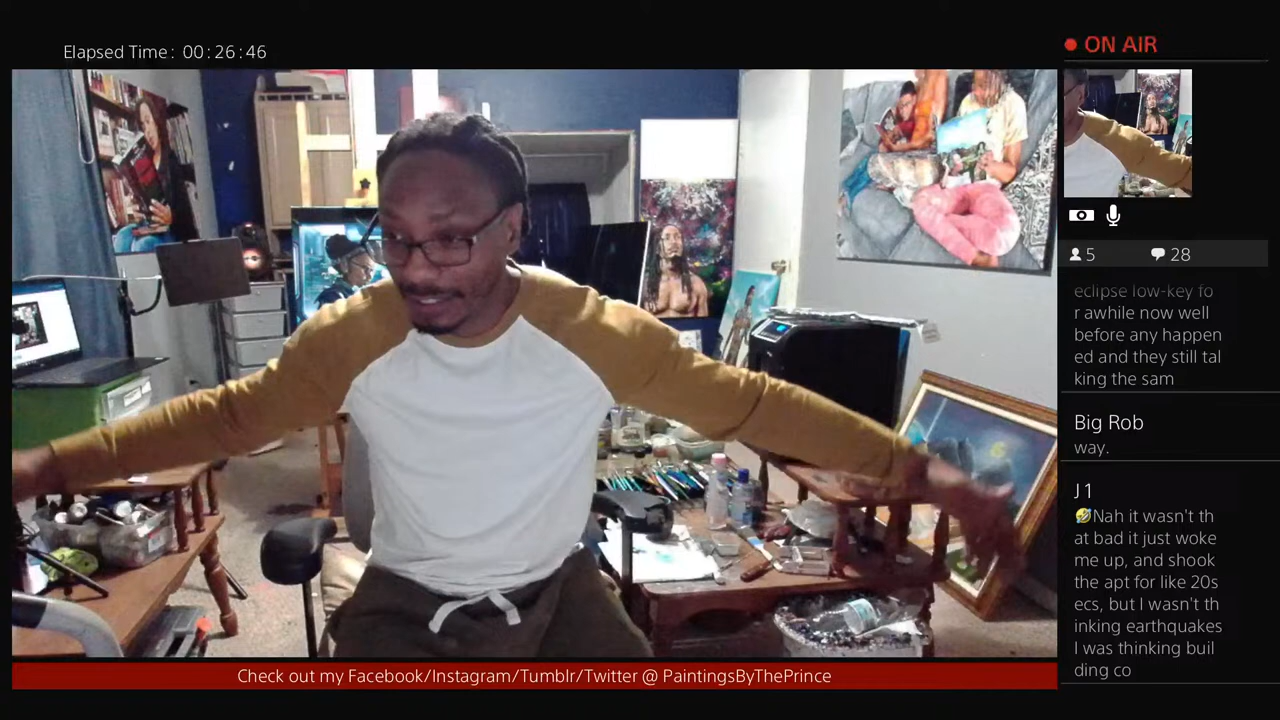 Elapsed Time: 00:26:46
ON AIR
5
28
eclipse low-key fo
r awhile now well
before any happen
ed and they still tal
king the sam
Big Rob
way.
J 1
🤣Nah it wasn't th
at bad it just woke
me up, and shook
the apt for like 20s
ecs, but I wasn't th
inking earthquakes
I was thinking buil
ding co
Check out my Facebook/Instagram/Tumblr/Twitter @ PaintingsByThePrince